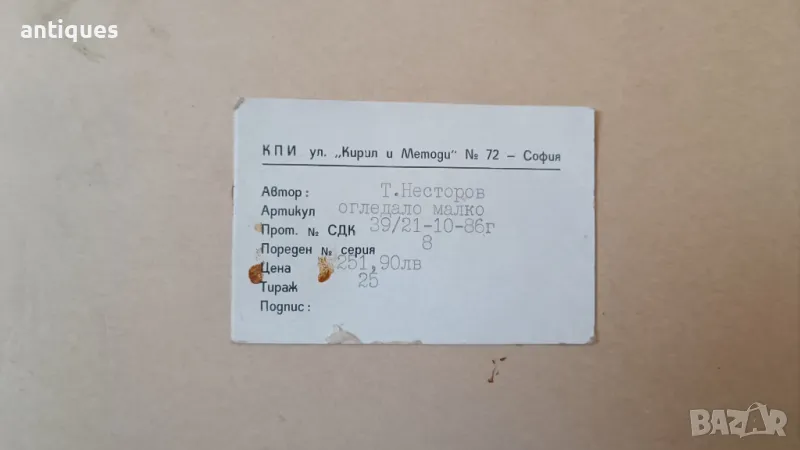 antiques
КПИ ул. „Кирил и Методи" № 72 – София
Автор: Т.Несторов
Артикул огледало малко
Прот. № СДК 39/21-10-86г
Пореден № серия 8
Цена 251,90лв
Тираж 25
Подпис:
BAZAR